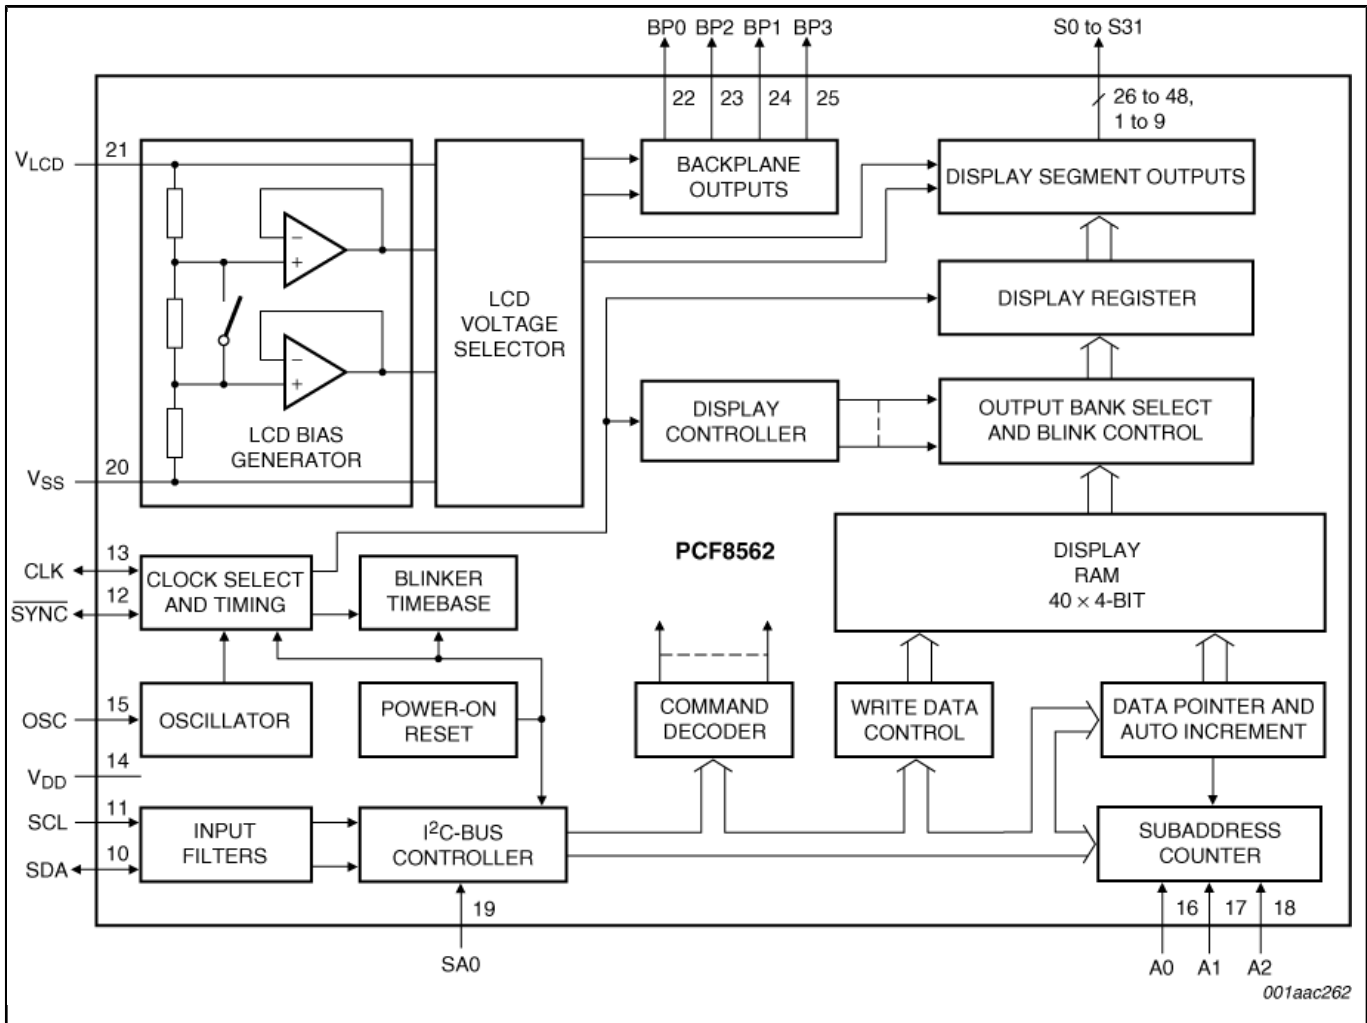 BP0 BP2 BP1 BP3
S0 to S31
22 23 24 25
26 to 48,
1 to 9
VLCD
21
BACKPLANE
OUTPUTS
DISPLAY SEGMENT OUTPUTS
−
+
−
+
LCD
VOLTAGE
SELECTOR
DISPLAY REGISTER
LCD BIAS
GENERATOR
DISPLAY
CONTROLLER
OUTPUT BANK SELECT
AND BLINK CONTROL
VSS
20
PCF8562
DISPLAY
RAM
40 × 4-BIT
CLK
13
SYNC
12
CLOCK SELECT
AND TIMING
BLINKER
TIMEBASE
OSC
15
OSCILLATOR
POWER-ON
RESET
COMMAND
DECODER
WRITE DATA
CONTROL
DATA POINTER AND
AUTO INCREMENT
VDD
14
SCL
11
SDA
10
INPUT
FILTERS
I2C-BUS
CONTROLLER
SUBADDRESS
COUNTER
19
16 17 18
SA0
A0 A1 A2
001aac262